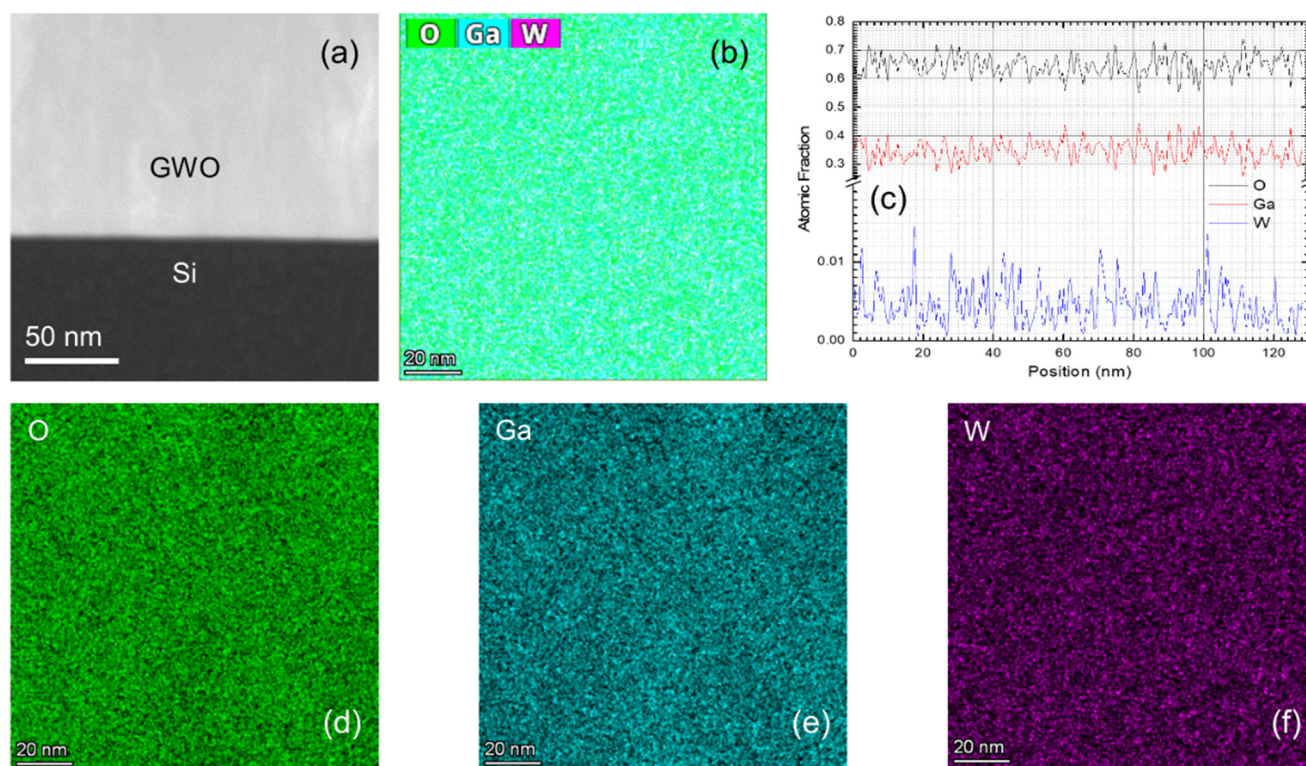 (a)
GWO
Si
50 nm
O Ga W
(b)
20 nm
Atomic Fraction
0.8
0.7
0.6
0.5
0.4
0.3
0.01
0.00
(c)
O
Ga
W
0 20 40 60 80 100 120
Position (nm)
O
20 nm
(d)
Ga
20 nm
(e)
W
20 nm
(f)